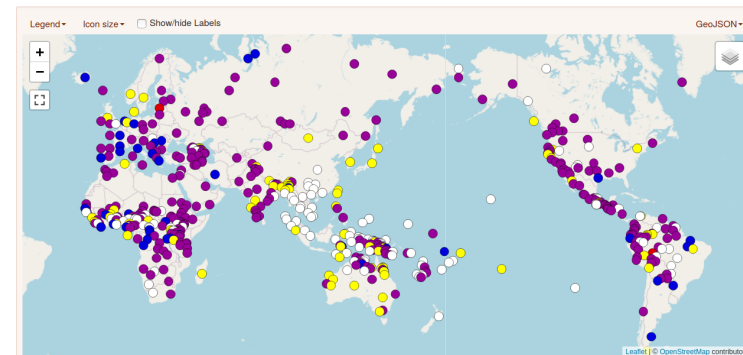 Legend Icon size Show/hide Labels GeoJSON
+
−
Leaflet | © OpenStreetMap contributo